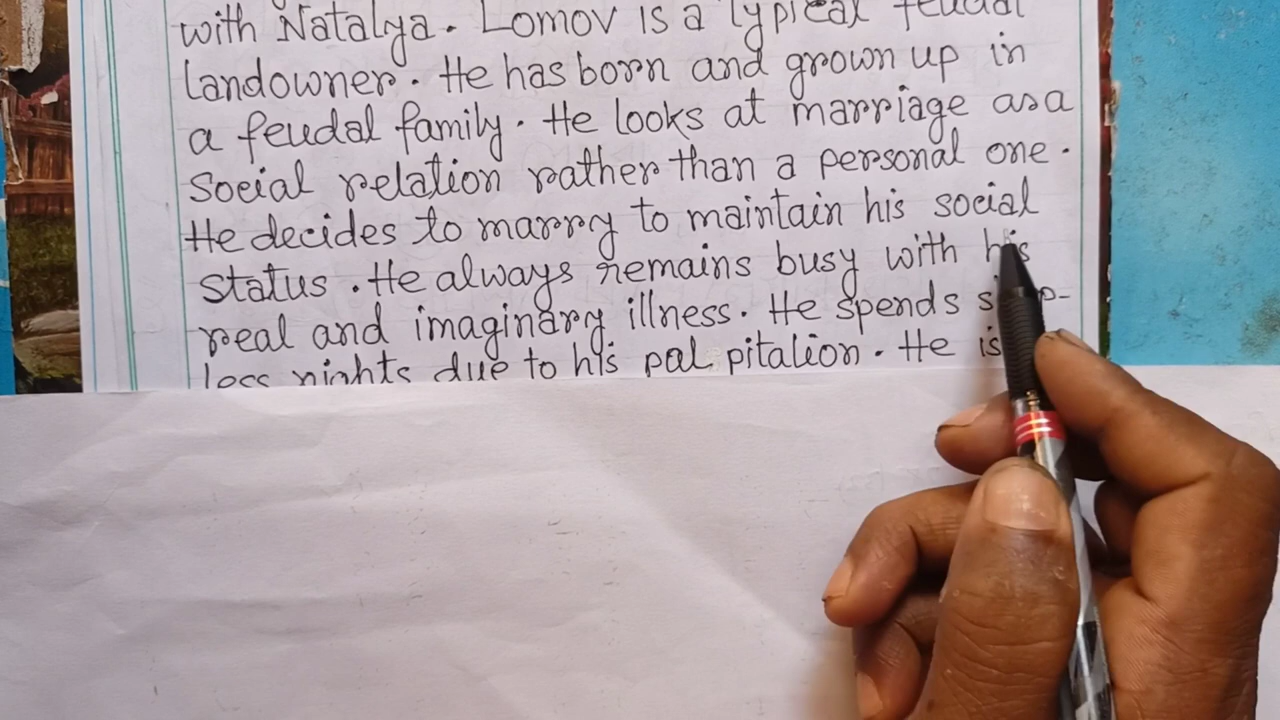 with Natalya. Lomov is a typical feudal
landowner. He has born and grown up in
a feudal family. He looks at marriage as a
social relation rather than a personal one.
He decides to marry to maintain his social
status. He always remains busy with his
real and imaginary illness. He spends
less nights due to his palpitation. He is